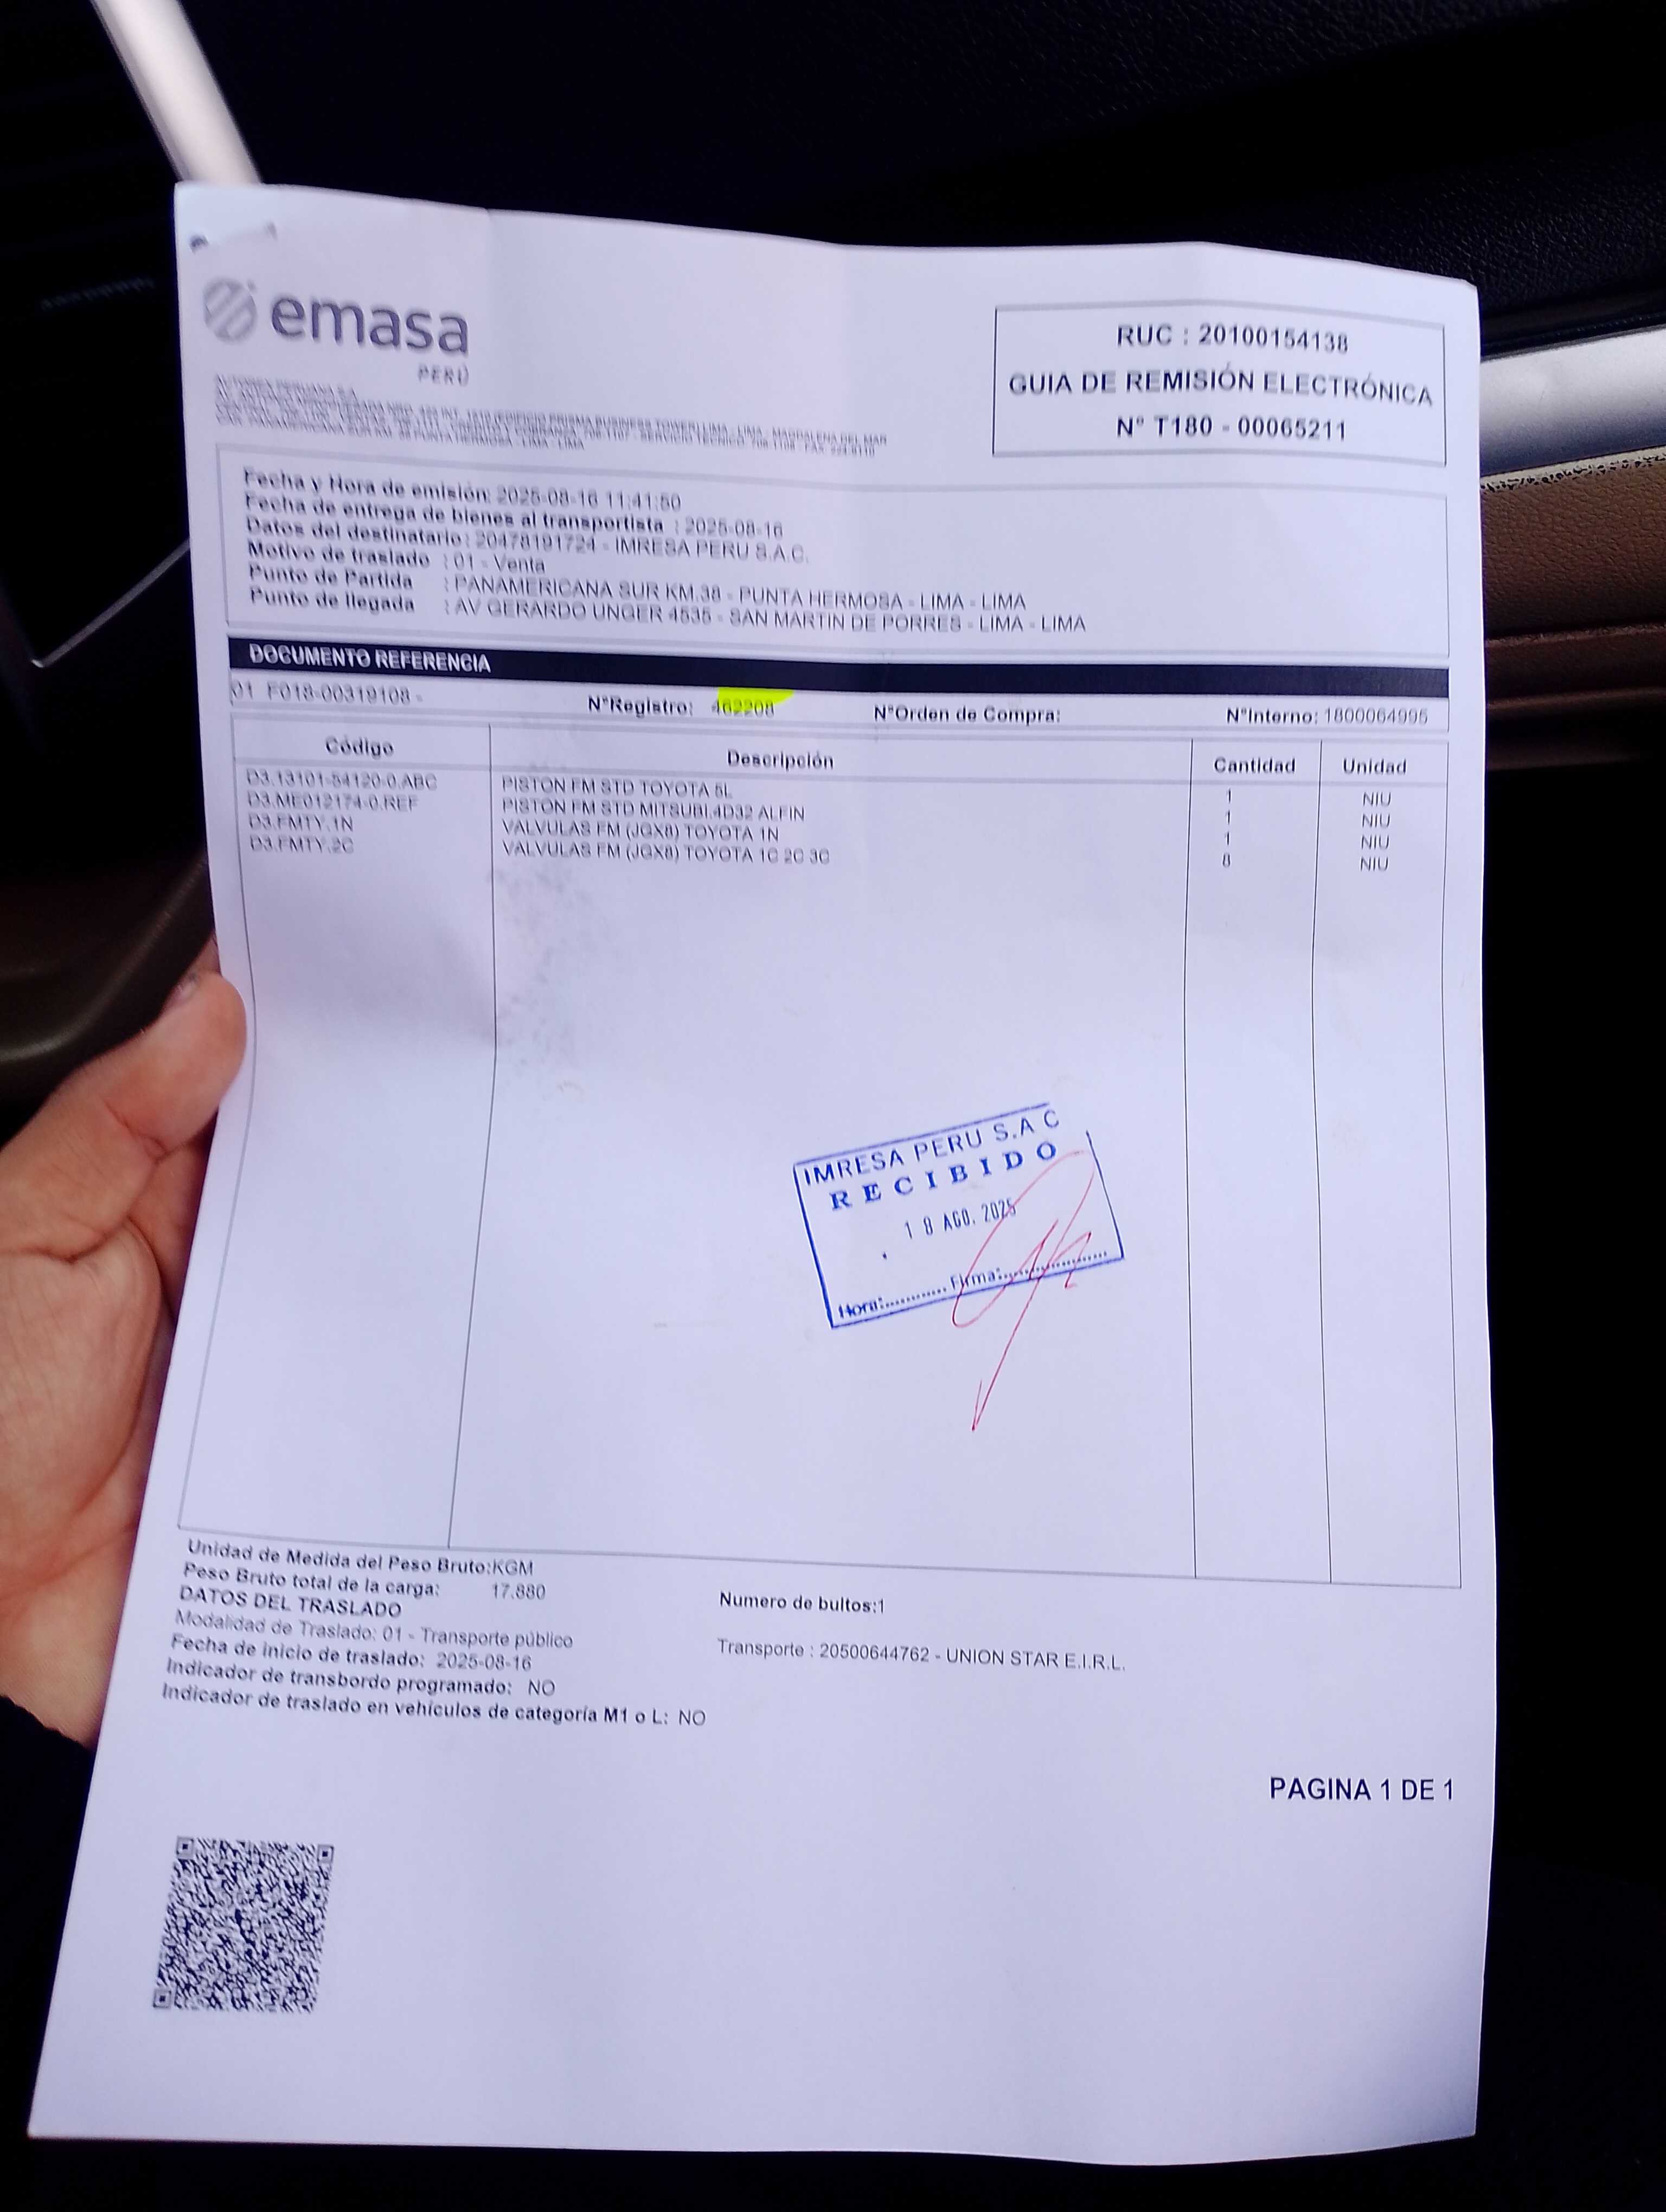 emasa
PERÚ
RUC : 20100154138
GUIA DE REMISIÓN ELECTRÓNICA
N° T180 - 00065211
Fecha y Hora de emisión: 2025-08-16 11:41:50
Fecha de entrega de bienes al transportista : 2025-08-16
Datos del destinatario : 20478191724 - IMRESA PERU S.A.C.
Motivo de traslado : 01 - Venta
Punto de Partida : PANAMERICANA SUR KM.38 - PUNTA HERMOSA - LIMA - LIMA
Punto de llegada : AV GERARDO UNGER 4535 - SAN MARTIN DE PORRES - LIMA - LIMA
DOCUMENTO REFERENCIA
01 F018-00319108 - N°Registro: 462208 N°Orden de Compra: N°Interno: 1800064995
Código Descripción Cantidad Unidad
D3.13101-54120-0.ABC PISTON FM STD TOYOTA 5L 1 NIU
D3.ME012174-0.REF PISTON FM STD MITSUBI.4D32 ALFIN 1 NIU
D3.FMTY.1N VALVULAS FM (JGX8) TOYOTA 1N 1 NIU
D3.FMTY.2C VALVULAS FM (JGX8) TOYOTA 1C 2C 3C 8 NIU
IMRESA PERU S.A C
RECIBIDO
18 AGO. 2025
Hora:............ Firma:....................
Unidad de Medida del Peso Bruto:KGM
Peso Bruto total de la carga: 17.880
Numero de bultos:1
DATOS DEL TRASLADO
Modalidad de Traslado: 01 - Transporte público
Transporte : 20500644762 - UNION STAR E.I.R.L.
Fecha de inicio de traslado: 2025-08-16
Indicador de transbordo programado: NO
Indicador de traslado en vehículos de categoría M1 o L: NO
PAGINA 1 DE 1